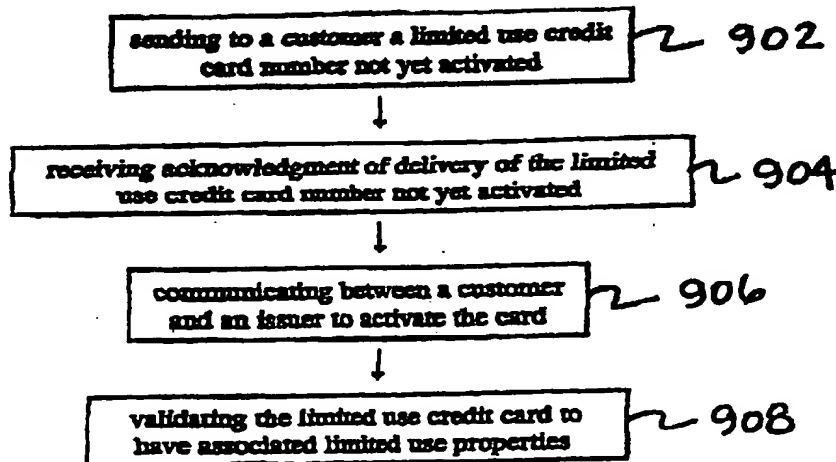 sending to a customer a limited use credit
card number not yet activated
902
receiving acknowledgment of delivery of the limited
use credit card number not yet activated
904
communicating between a customer
and an issuer to activate the card
906
validating the limited use credit card to
have associated limited use properties
908